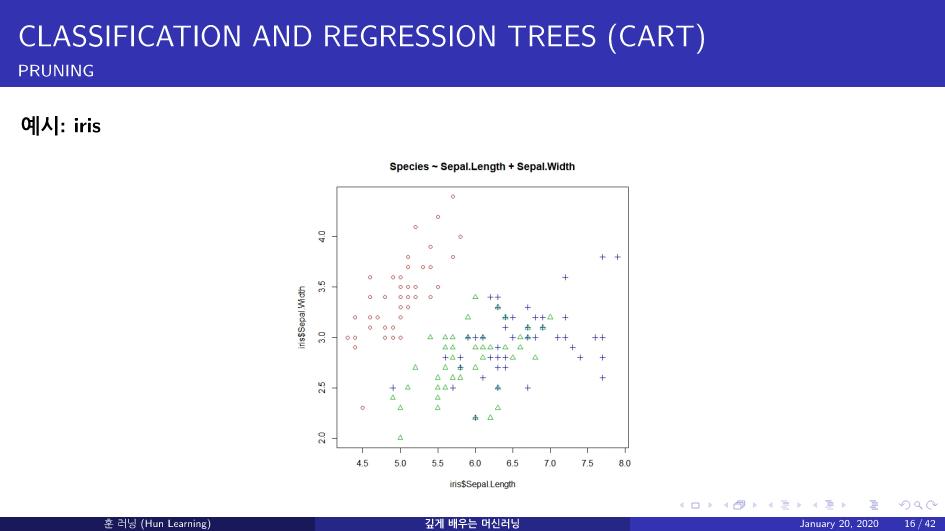 CLASSIFICATION AND REGRESSION TREES (CART)
PRUNING
예시: iris
Species ~ Sepal.Length + Sepal.Width
iris$Sepal.Width
4.0
3.5
3.0
2.5
2.0
4.5 5.0 5.5 6.0 6.5 7.0 7.5 8.0
iris$Sepal.Length
훈 러닝 (Hun Learning) 깊게 배우는 머신러닝 January 20, 2020 16 / 42